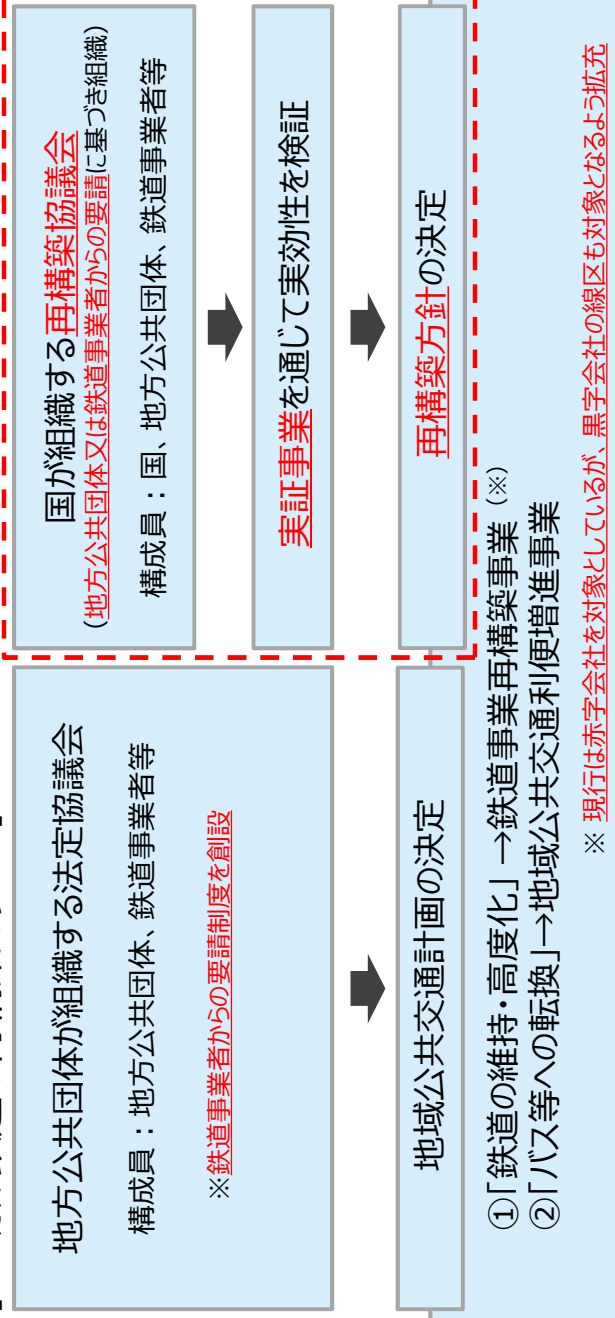 地方公共団体が組織する法定協議会
構成員：地方公共団体、鉄道事業者等
※鉄道事業者からの要請制度を創設
地域公共交通計画の決定
国が組織する再構築協議会
(地方公共団体又は鉄道事業者からの要請に基づき組織)
構成員：国、地方公共団体、鉄道事業者等
実証事業を通じて実効性を検証
再構築方針の決定
①「鉄道の維持・高度化」→鉄道事業再構築事業(※)
②「バス等への転換」→地域公共交通利便増進事業
※ 現行は赤字会社を対象としているが、黒字会社の線区も対象となるよう拡充